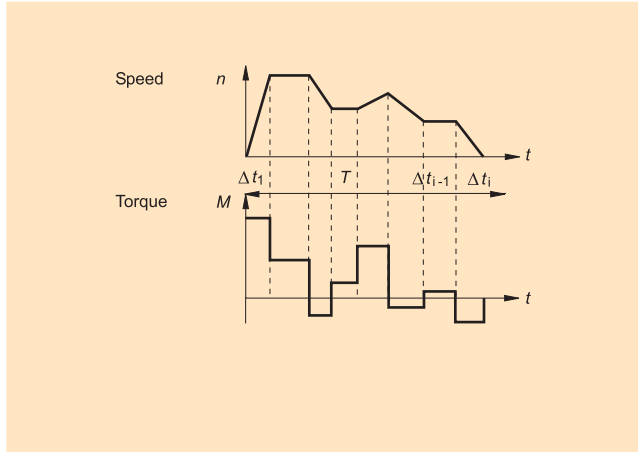 Speed n
t
Δt1 T Δti-1 Δti
Torque M
t